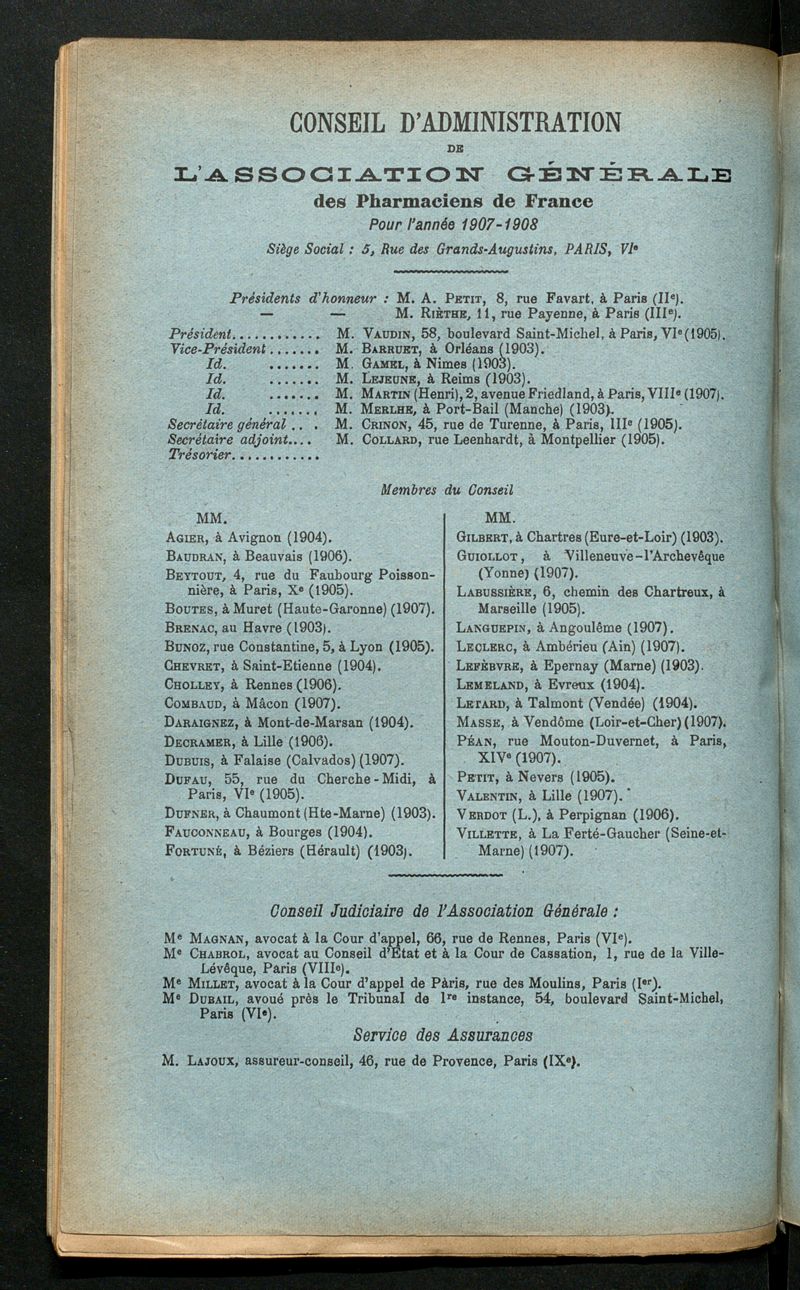 CONSEIL D'ADMINISTRATION
DE
L'ASSOCIATION GÉNÉRALE
des Pharmaciens de France
Pour l'année 1907-1908
Siège Social : 5, Rue des Grands-Augustins, PARIS, VIe
Présidents d'honneur : M. A. PETIT, 8, rue Favart, à Paris (IIe).
— — M. RIÈTHE, 11, rue Payenne, à Paris (IIIe).
Président............ M. VAUDIN, 58, boulevard Saint-Michel, à Paris, VIe (1905).
Vice-Président....... M. BARRUET, à Orléans (1903).
Id. ....... M. GAMEL, à Nimes (1903).
Id. ....... M. LEJEUNE, à Reims (1903).
Id. ....... M. MARTIN (Henri), 2, avenue Friedland, à Paris, VIIIe (1907).
Id. ....... M. MERLHE, à Port-Bail (Manche) (1903).
Secrétaire général .. . M. CRINON, 45, rue de Turenne, à Paris, IIIe (1905).
Secrétaire adjoint.... M. COLLARD, rue Leenhardt, à Montpellier (1905).
Trésorier............
Membres du Conseil
MM.
AGIER, à Avignon (1904).
BAUDRAN, à Beauvais (1906).
BEYTOUT, 4, rue du Faubourg Poisson-
nière, à Paris, Xe (1905).
BOUTES, à Muret (Haute-Garonne) (1907).
BRENAC, au Havre (1903).
BUNOZ, rue Constantine, 5, à Lyon (1905).
CHEVRET, à Saint-Etienne (1904).
CHOLLEY, à Rennes (1906).
COMBAUD, à Mâcon (1907).
DARAIGNEZ, à Mont-de-Marsan (1904).
DECRAMER, à Lille (1906).
DUBUIS, à Falaise (Calvados) (1907).
DUFAU, 55, rue du Cherche-Midi, à
Paris, VIe (1905).
DUFNER, à Chaumont (Hte-Marne) (1903).
FAUCONNEAU, à Bourges (1904).
FORTUNÉ, à Béziers (Hérault) (1903).
MM.
GILBERT, à Chartres (Eure-et-Loir) (1903).
GUIOLLOT, à Villeneuve-l'Archevêque
(Yonne) (1907).
LABUSSIÈRE, 6, chemin des Chartreux, à
Marseille (1905).
LANGUEPIN, à Angoulême (1907).
LECLERC, à Ambérieu (Ain) (1907).
LEFÈBVRE, à Epernay (Marne) (1903).
LEMELAND, à Evreux (1904).
LETARD, à Talmont (Vendée) (1904).
MASSE, à Vendôme (Loir-et-Cher) (1907).
PÉAN, rue Mouton-Duvernet, à Paris,
XIVe (1907).
PETIT, à Nevers (1905).
VALENTIN, à Lille (1907).
VERDOT (L.), à Perpignan (1906).
VILLETTE, à La Ferté-Gaucher (Seine-et-
Marne) (1907).
Conseil Judiciaire de l'Association Générale :
Me MAGNAN, avocat à la Cour d'appel, 66, rue de Rennes, Paris (VIe).
Me CHABROL, avocat au Conseil d'Etat et à la Cour de Cassation, 1, rue de la Ville-
Lévêque, Paris (VIIIe).
Me MILLET, avocat à la Cour d'appel de Paris, rue des Moulins, Paris (Ier).
Me DUBAIL, avoué près le Tribunal de 1re instance, 54, boulevard Saint-Michel,
Paris (VIe).
Service des Assurances
M. LAJOUX, assureur-conseil, 46, rue de Provence, Paris (IXe).